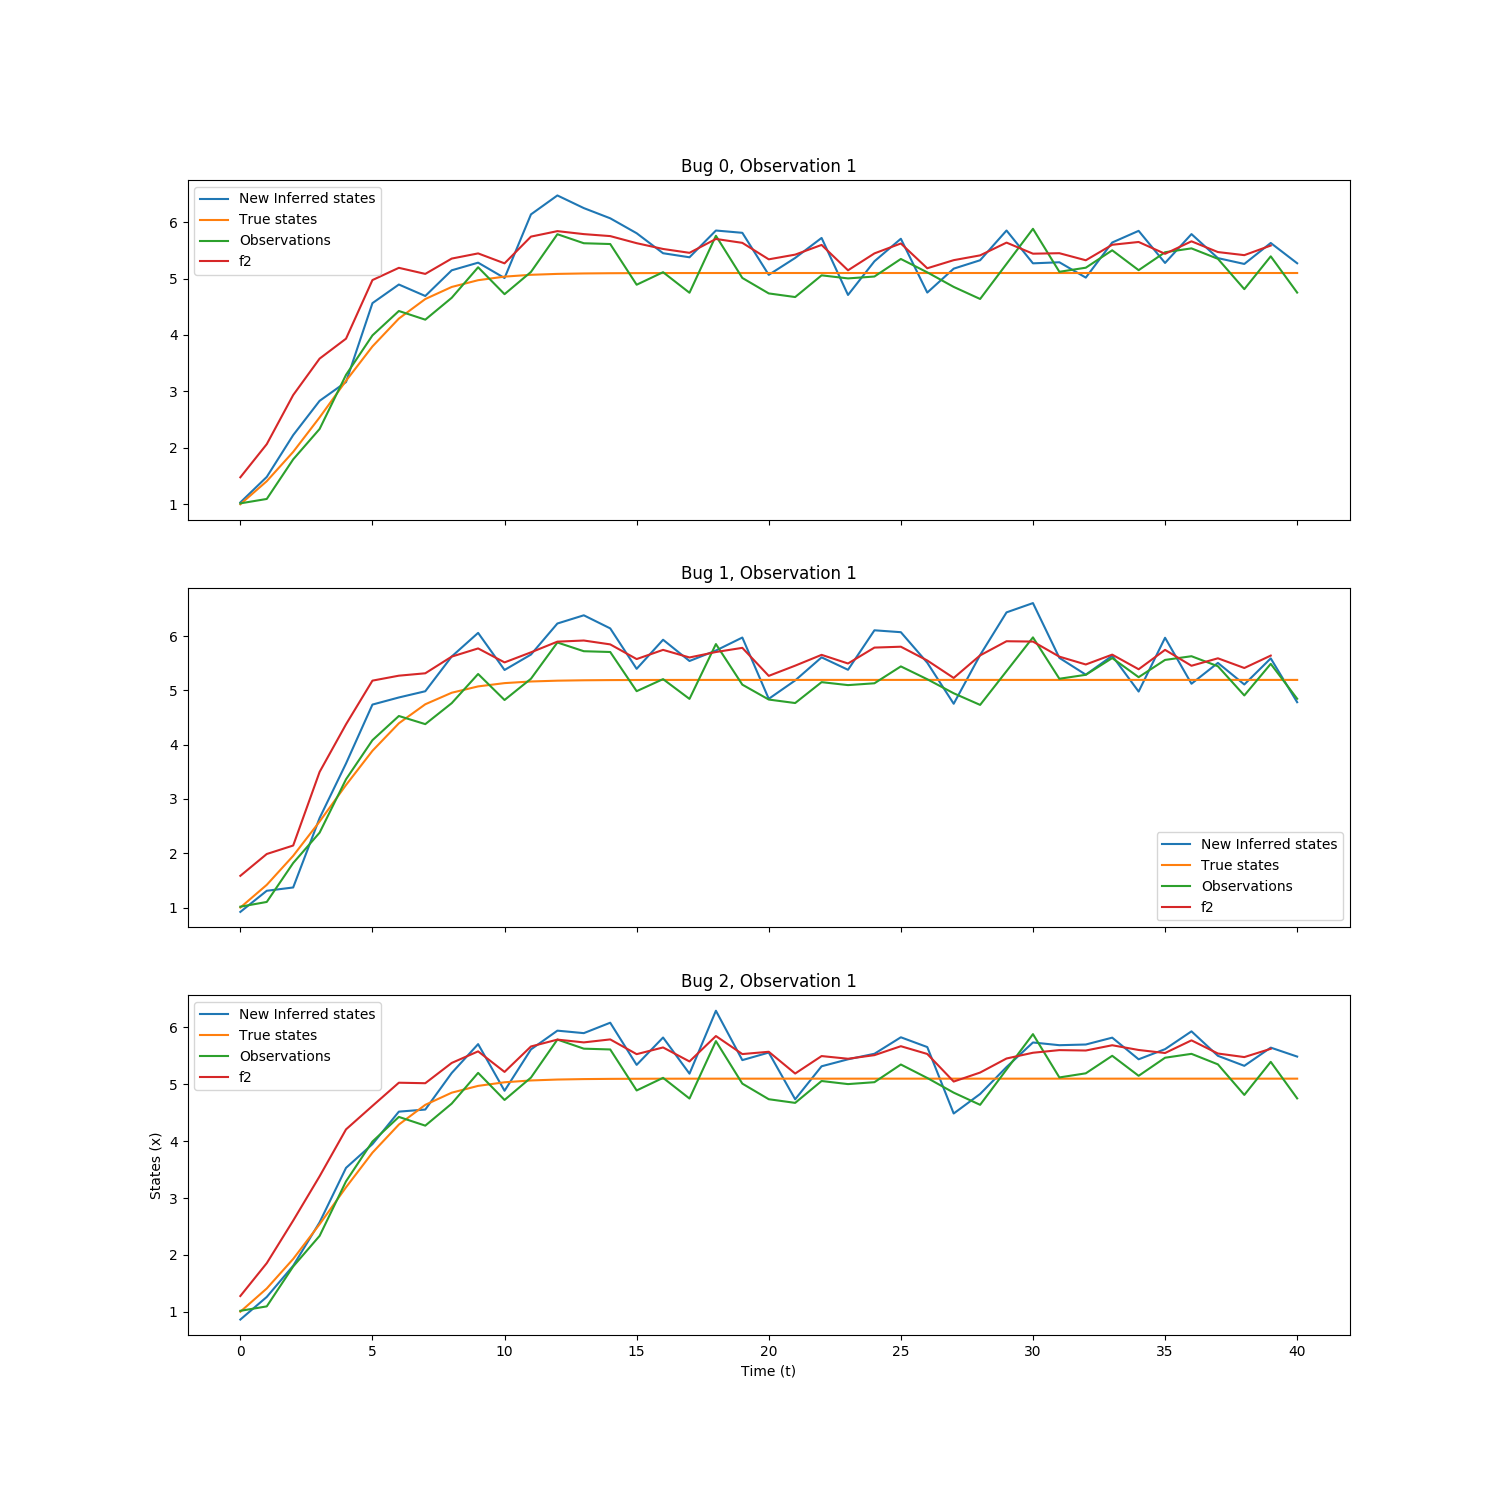 Bug 0, Observation 1
New Inferred states
True states
Observations
f2
6
5
4
3
2
1
Bug 1, Observation 1
6
5
4
3
2
1
New Inferred states
True states
Observations
f2
Bug 2, Observation 1
New Inferred states
True states
Observations
f2
6
5
4
3
2
1
States (x)
0 5 10 15 20 25 30 35 40
Time (t)